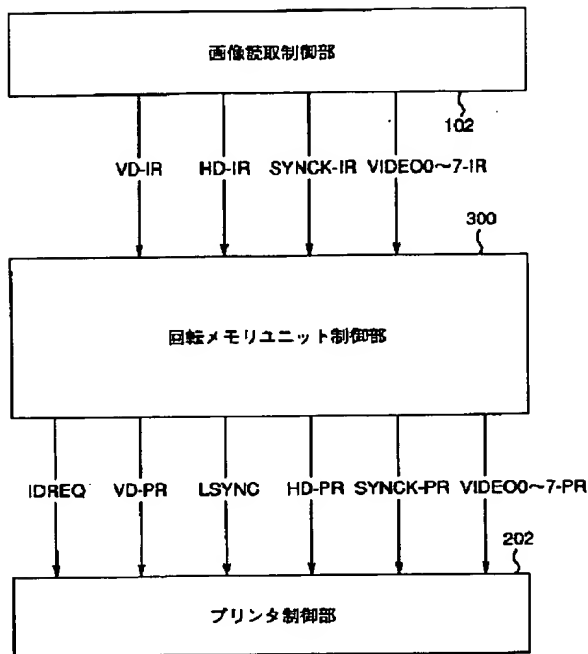 画像読取制御部
102
VD-IR HD-IR SYNCK-IR VIDEO0～7-IR
300
回転メモリユニット制御部
IDREQ VD-PR LSYNC HD-PR SYNCK-PR VIDEO0～7-PR
202
プリンタ制御部